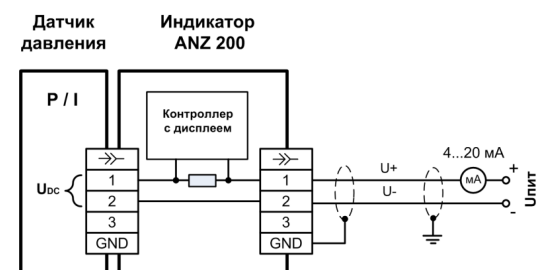 Датчик
давления
Индикатор
ANZ 200
P / I
Контроллер
с дисплеем
4...20 мА
U+
мА
+
U-
-
Uпит
UDC
1
2
3
GND
1
2
3
GND